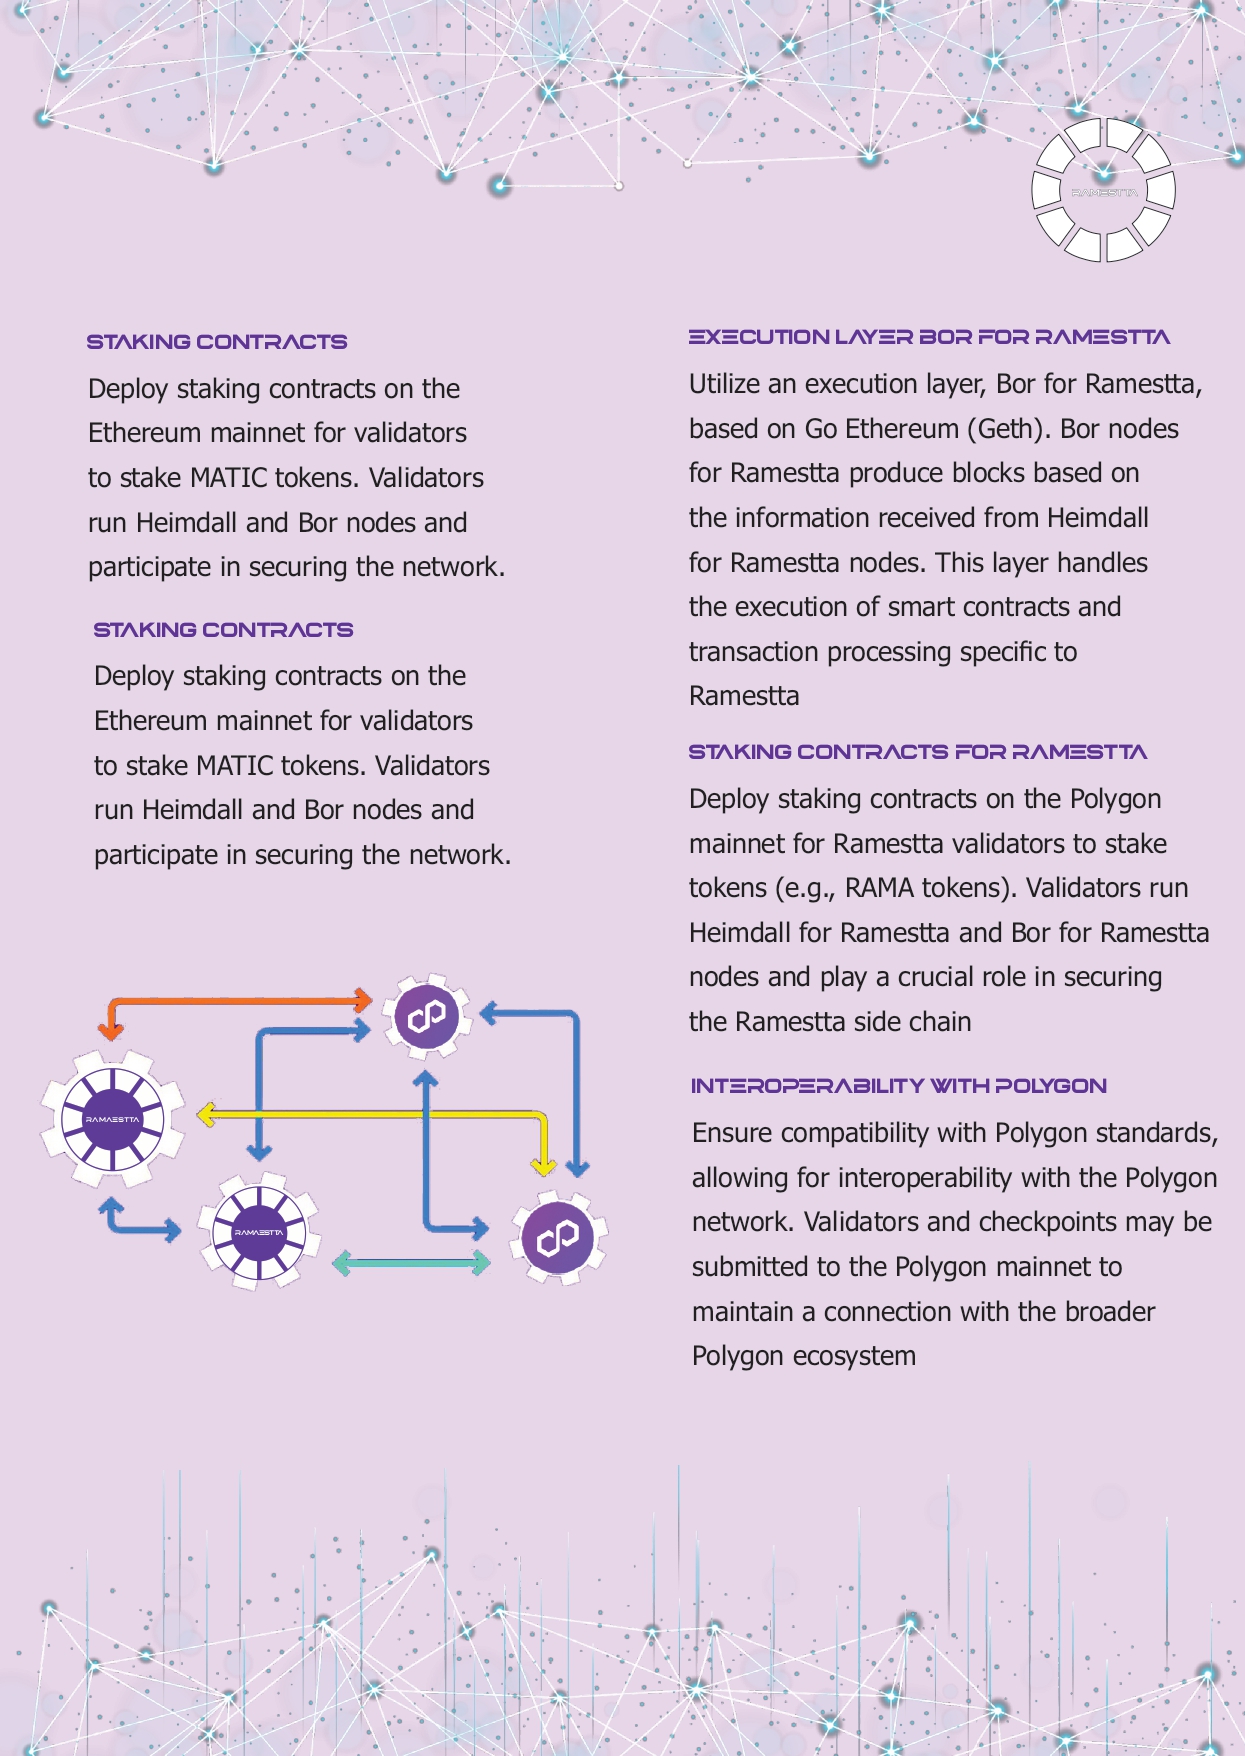 RAMESTTA
STAKING CONTRACTS
Deploy staking contracts on the
Ethereum mainnet for validators
to stake MATIC tokens. Validators
run Heimdall and Bor nodes and
participate in securing the network.
STAKING CONTRACTS
Deploy staking contracts on the
Ethereum mainnet for validators
to stake MATIC tokens. Validators
run Heimdall and Bor nodes and
participate in securing the network.
RAMAESTTA
RAMAESTTA
EXECUTION LAYER BOR FOR RAMESTTA
Utilize an execution layer, Bor for Ramestta,
based on Go Ethereum (Geth). Bor nodes
for Ramestta produce blocks based on
the information received from Heimdall
for Ramestta nodes. This layer handles
the execution of smart contracts and
transaction processing specific to
Ramestta
STAKING CONTRACTS FOR RAMESTTA
Deploy staking contracts on the Polygon
mainnet for Ramestta validators to stake
tokens (e.g., RAMA tokens). Validators run
Heimdall for Ramestta and Bor for Ramestta
nodes and play a crucial role in securing
the Ramestta side chain
INTEROPERABILITY WITH POLYGON
Ensure compatibility with Polygon standards,
allowing for interoperability with the Polygon
network. Validators and checkpoints may be
submitted to the Polygon mainnet to
maintain a connection with the broader
Polygon ecosystem